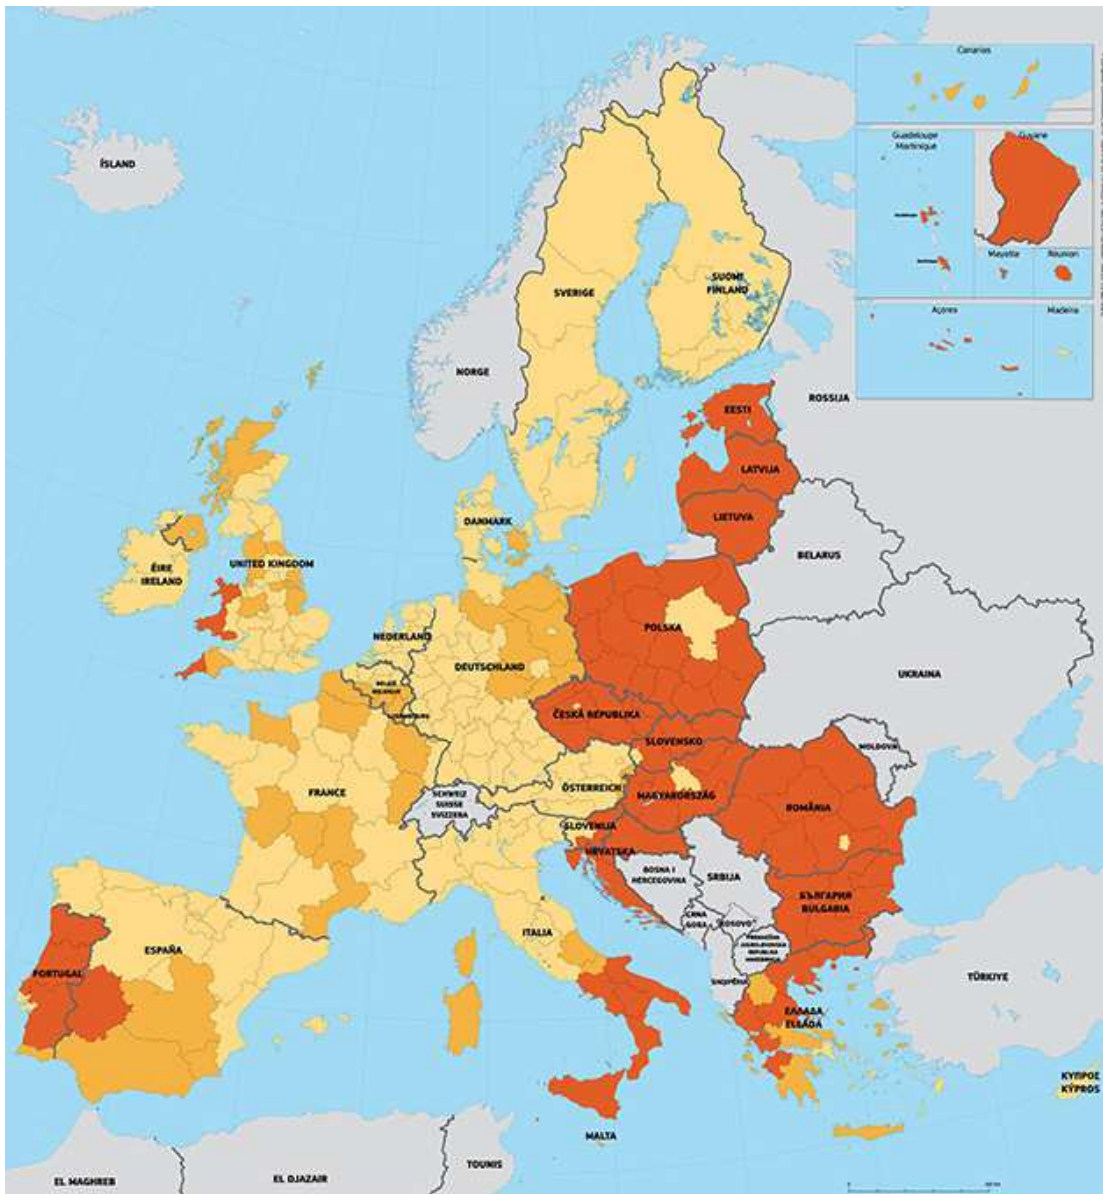 Canarias
Guadeloupe
Martinique
Guyane
Mayotte
Réunion
Açores
Madeira
ÍSLAND
SVERIGE
SUOMI
FINLAND
NORGE
ROSSIJA
EESTI
LATVIJA
LIETUVA
DANMARK
BELARUS
ÉIRE
IRELAND
UNITED KINGDOM
NEDERLAND
POLSKA
DEUTSCHLAND
UKRAINA
ČESKÁ REPUBLIKA
SLOVENSKO
MOLDOVA
FRANCE
SCHWEIZ
SUISSE
SVIZZERA
ÖSTERREICH
MAGYARORSZÁG
ROMÂNIA
SLOVENIJA
HRVATSKA
BOSNA I
HERCEGOVINA
SRBIJA
БЪЛГАРИЯ
BULGARIA
CRNA
GORA
"KOSOVO"
ITALIA
ESPAÑA
PORTUGAL
SHQIPËRIA
TÜRKIYE
ΕΛΛΑΔΑ
ELLÁDA
ΚΥΠΡΟΣ
KÝPROS
MALTA
TOUNIS
EL DJAZAIR
EL MAGHREB